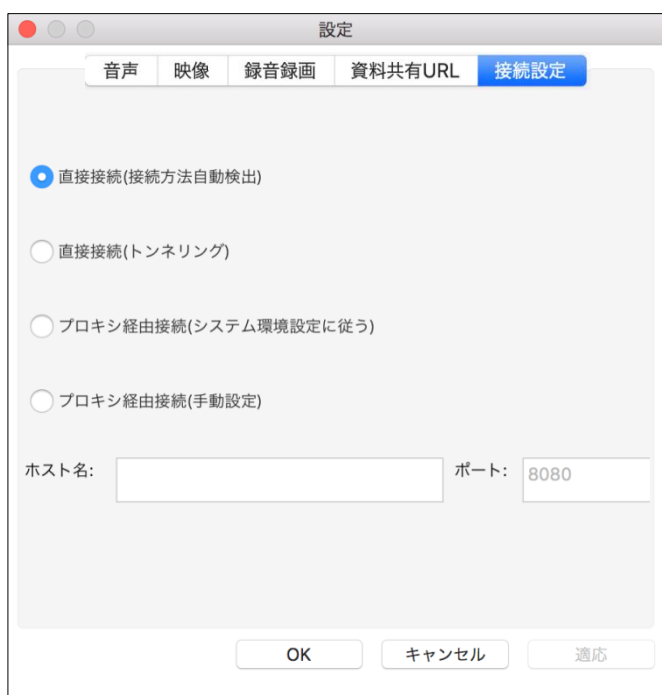 設定
音声 映像 録音録画 資料共有URL 接続設定
直接接続(接続方法自動検出)
直接接続(トンネリング)
プロキシ経由接続(システム環境設定に従う)
プロキシ経由接続(手動設定)
ホスト名: ポート: 8080
OK キャンセル 適応